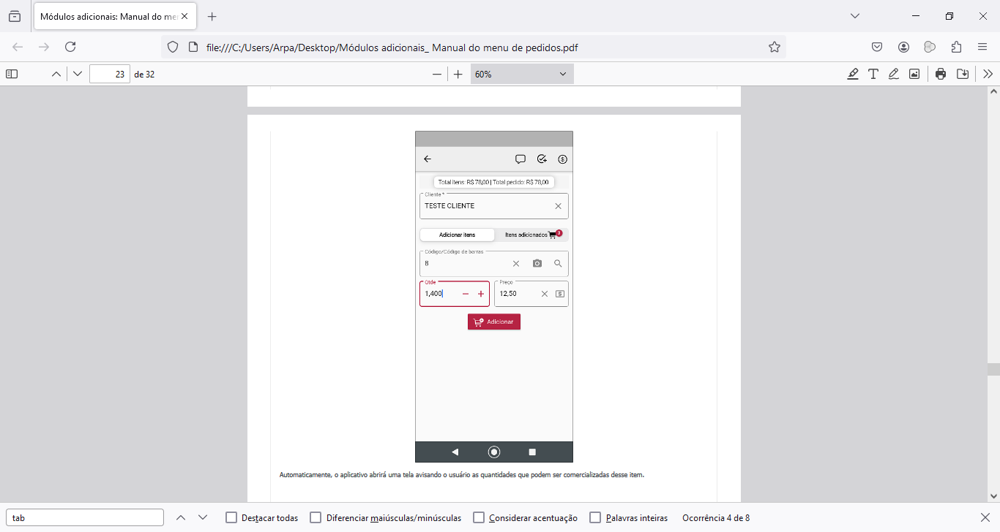 Módulos adicionais: Manual do me
file:///C:/Users/Arpa/Desktop/Módulos adicionais_ Manual do menu de pedidos.pdf
23 de 32
60%
Total itens: R$ 78,00 | Total pedido: R$ 78,00
Cliente *
TESTE CLIENTE
Adicionar itens Itens adicionados 3
Código/Código de barras
8
Qtde Preço
1,400 12,50
Adicionar
Automaticamente, o aplicativo abrirá uma tela avisando o usuário as quantidades que podem ser comercializadas desse item.
tab Destacar todas Diferenciar maiúsculas/minúsculas Considerar acentuação Palavras inteiras Ocorrência 4 de 8